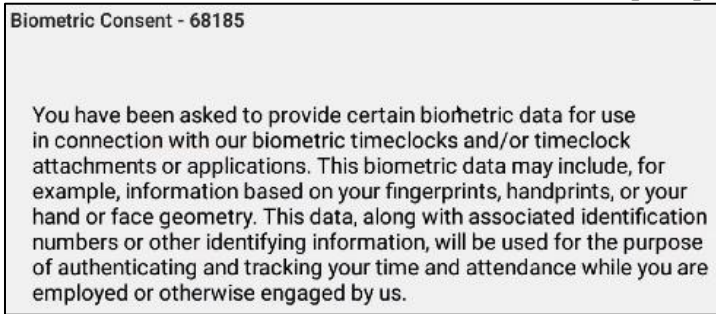 Biometric Consent - 68185
You have been asked to provide certain biometric data for use
in connection with our biometric timeclocks and/or timeclock
attachments or applications. This biometric data may include, for
example, information based on your fingerprints, handprints, or your
hand or face geometry. This data, along with associated identification
numbers or other identifying information, will be used for the purpose
of authenticating and tracking your time and attendance while you are
employed or otherwise engaged by us.